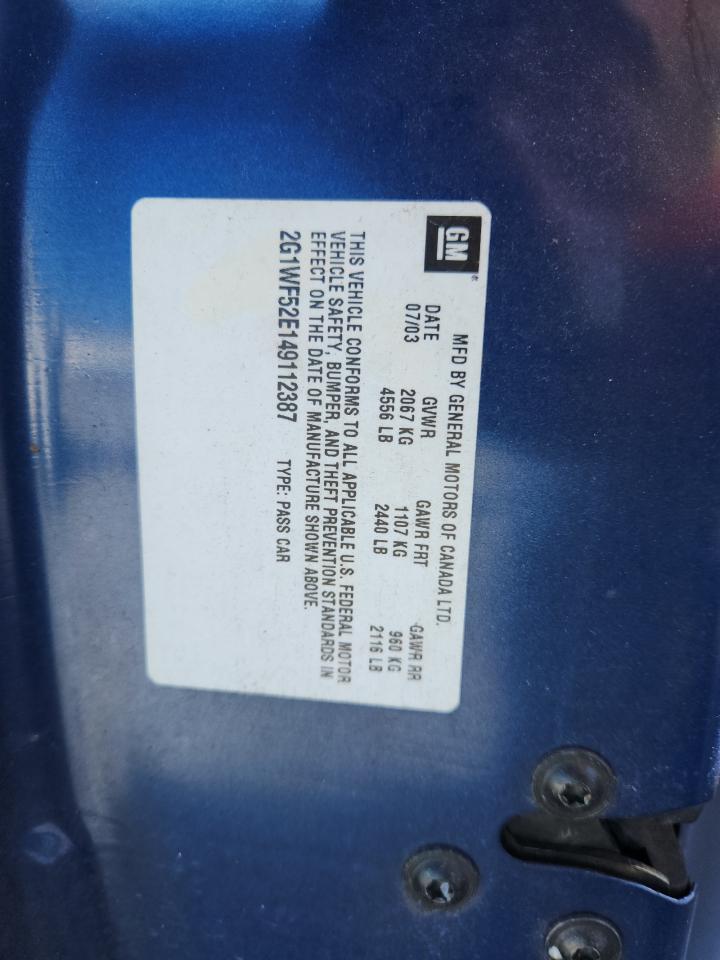 GM
MFD BY GENERAL MOTORS OF CANADA LTD.
DATE GVWR GAWR FRT GAWR RR
07/03 2067 KG 1107 KG 960 KG
4556 LB 2440 LB 2116 LB
THIS VEHICLE CONFORMS TO ALL APPLICABLE U.S. FEDERAL MOTOR
VEHICLE SAFETY, BUMPER, AND THEFT PREVENTION STANDARDS IN
EFFECT ON THE DATE OF MANUFACTURE SHOWN ABOVE.
2G1WF52E149112387 TYPE: PASS CAR